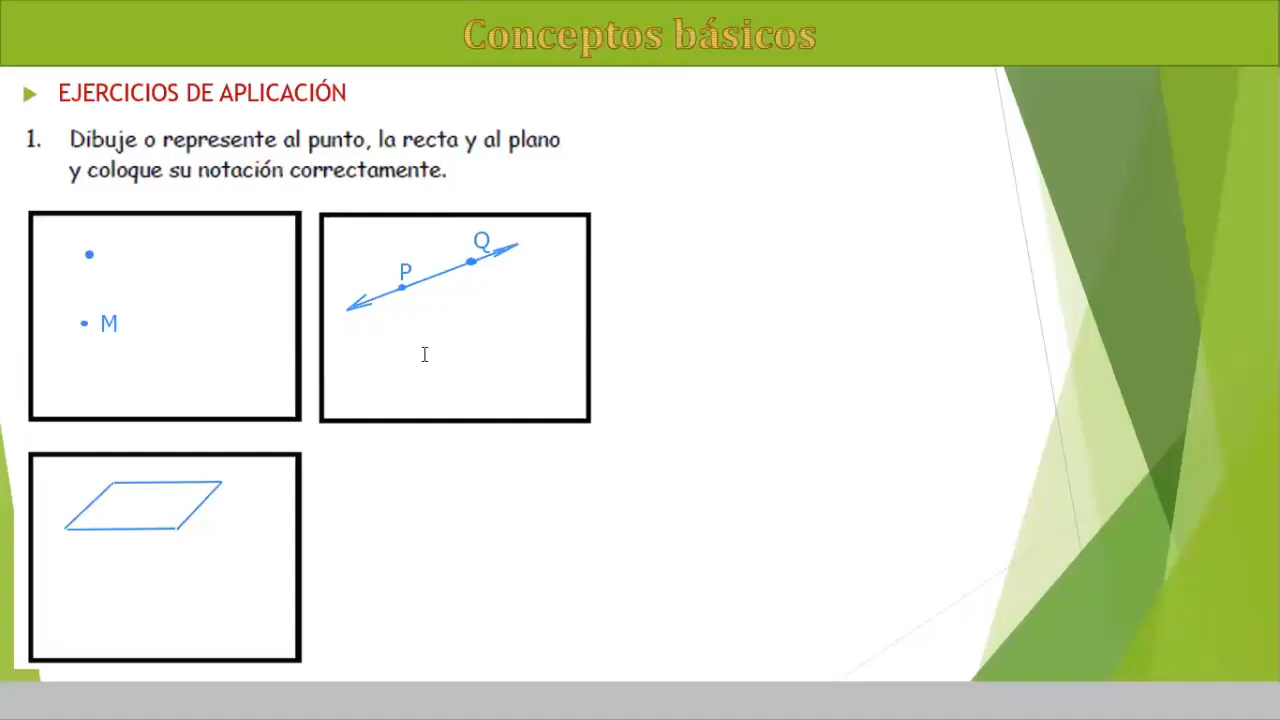 Conceptos básicos
EJERCICIOS DE APLICACIÓN
1. Dibuje o represente al punto, la recta y al plano
y coloque su notación correctamente.
Q
P
M